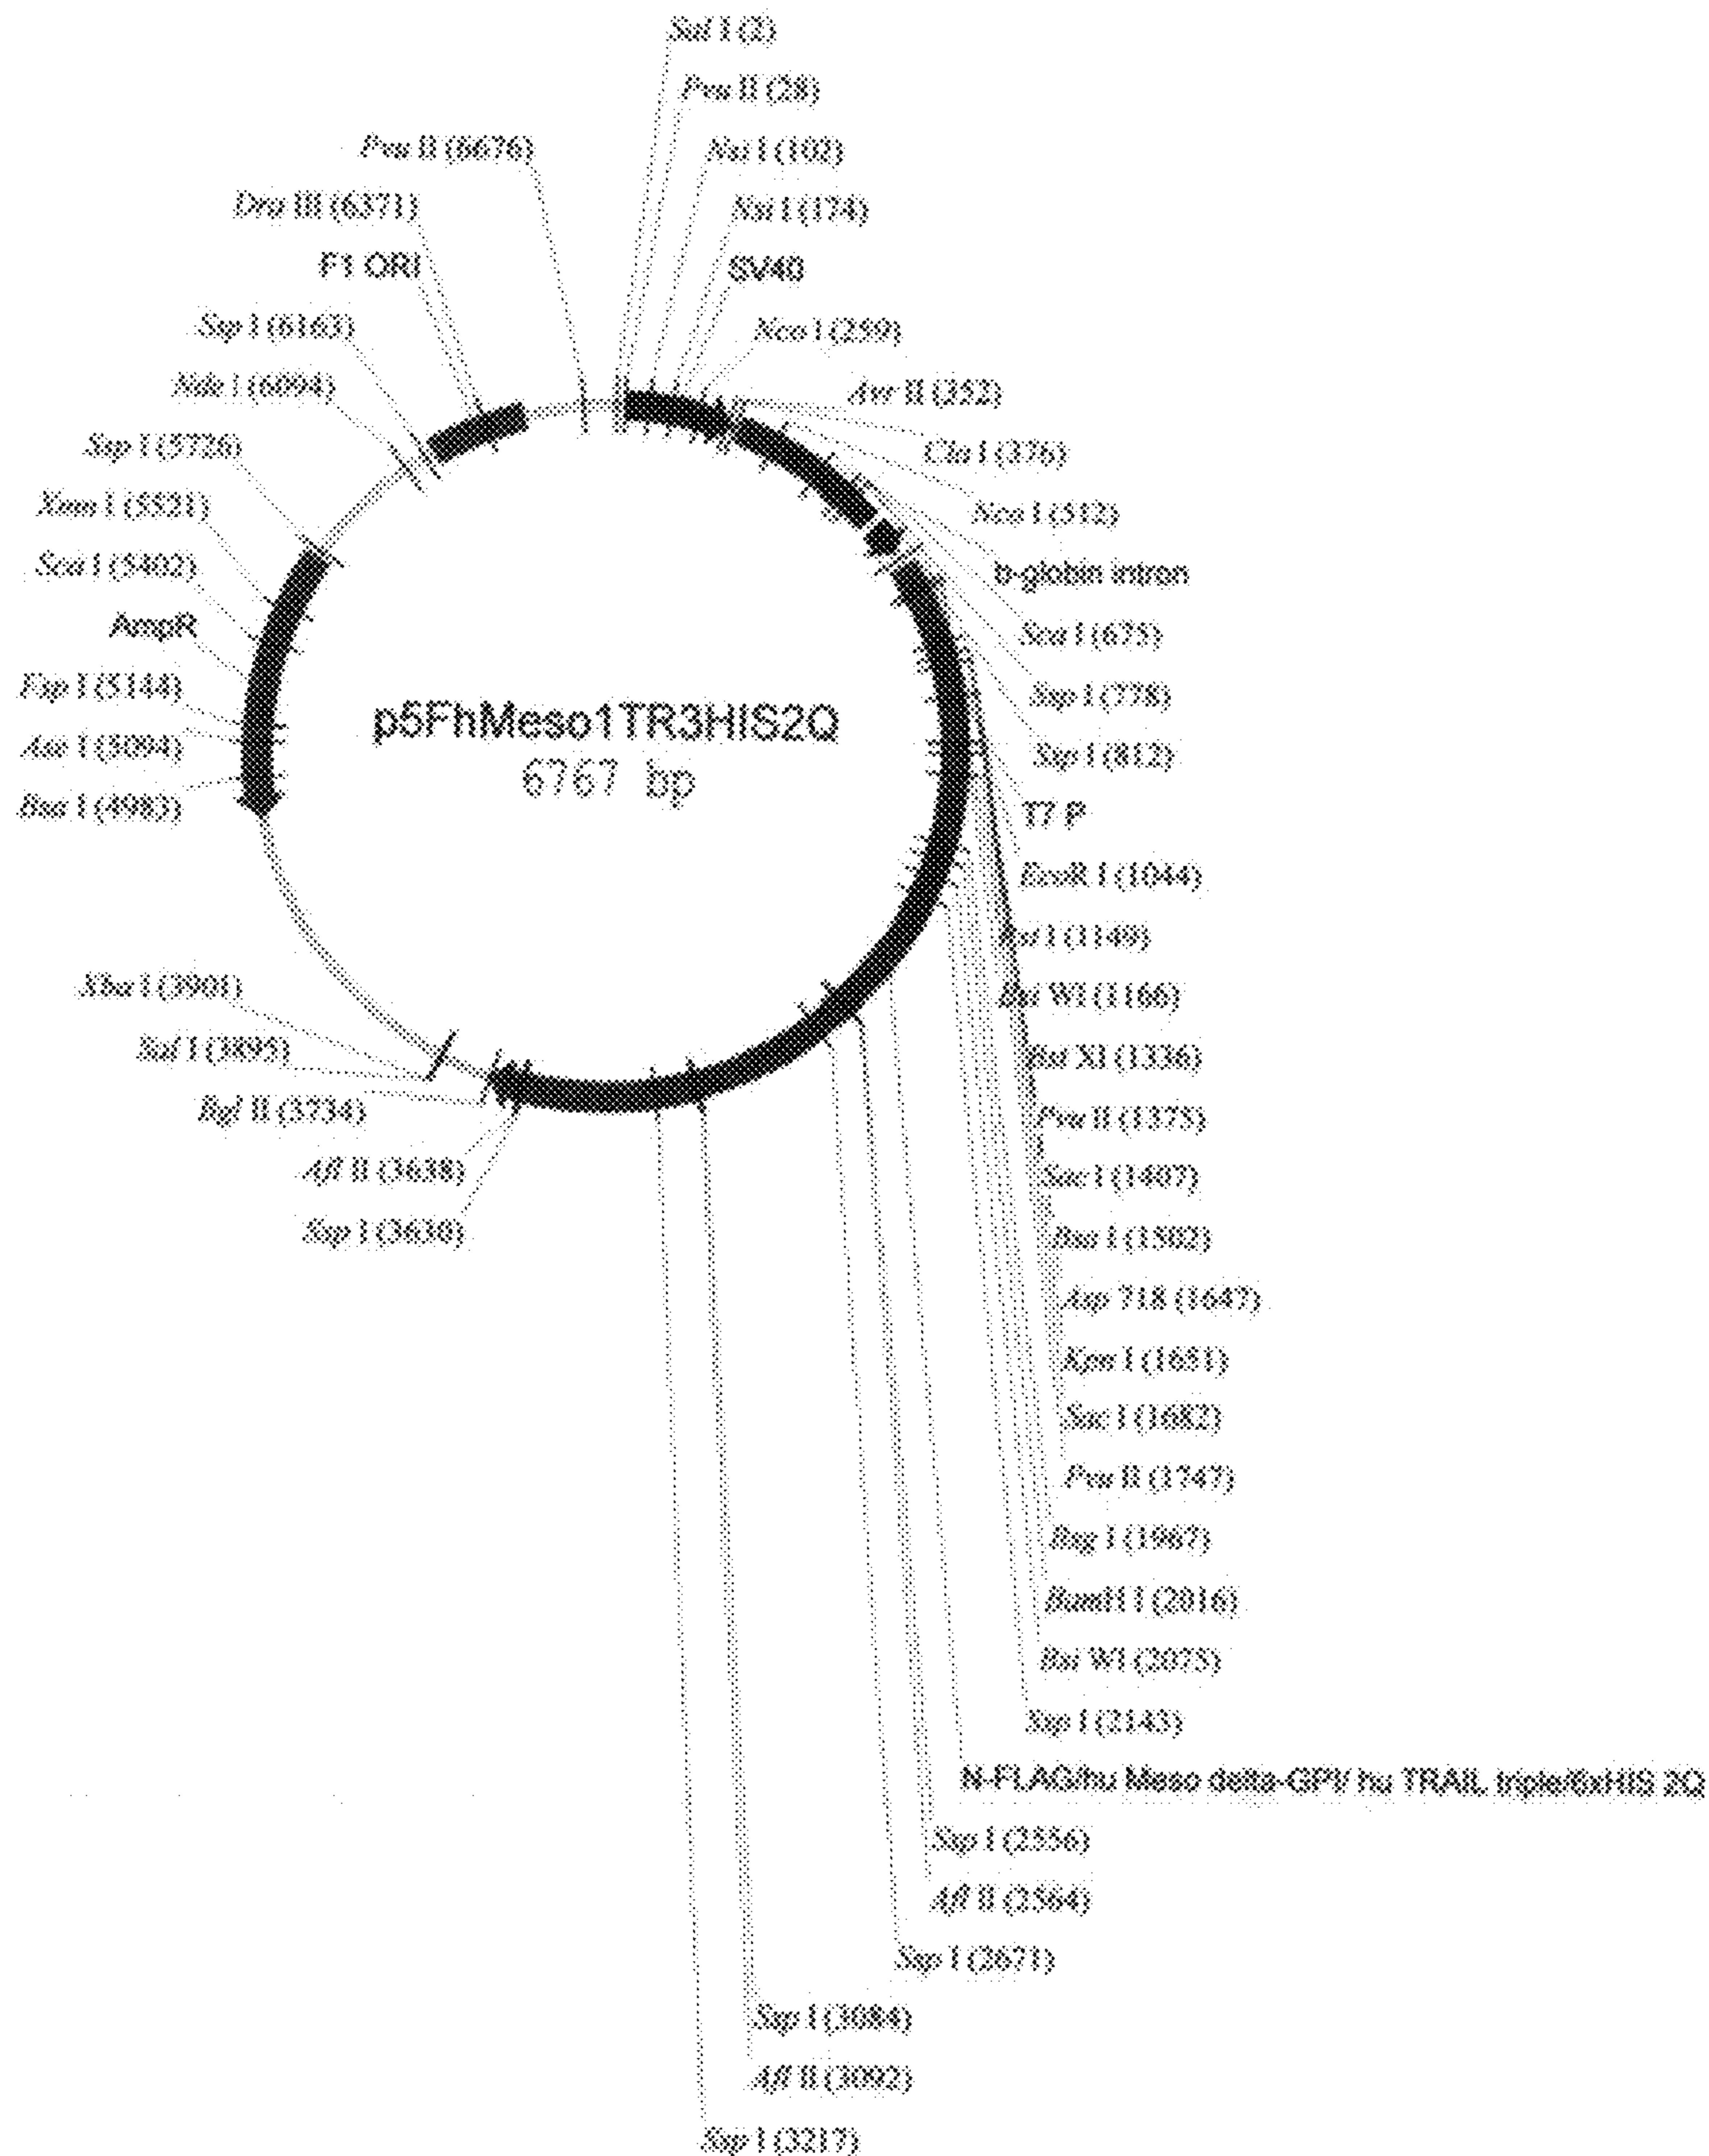 Sal I (2)
Pvu II (28)
Nsi I (102)
Nsi I (174)
SV40
Nco I (259)
Avr II (352)
Cla I (376)
Nco I (512)
b-globin intron
Sca I (675)
Ssp I (778)
Ssp I (812)
T7 P
EcoR I (1044)
Pst I (1149)
Bsi WI (1166)
Bst XI (1336)
Pvu II (1375)
Sac I (1407)
Bsa I (1502)
Asp 718 (1647)
Kpn I (1651)
Sac I (1682)
Pvu II (1747)
Bsg I (1967)
BamH I (2016)
Bsi WI (2075)
Ssp I (2143)
N-FLAG/hu Meso delta-GPI/ hu TRAIL triple/6xHIS 2Q
Ssp I (2556)
Afl II (2564)
Ssp I (2671)
Ssp I (3084)
Afl II (3092)
Ssp I (3217)
Ssp I (3630)
Afl II (3638)
Bgl II (3734)
Sal I (3895)
Xba I (3901)
Bsa I (4983)
Ase I (5094)
Fsp I (5144)
AmpR
Sca I (5402)
Xmn I (5521)
Ssp I (5726)
Nde I (6094)
Ssp I (6163)
F1 ORI
Dra III (6371)
Pvu II (6676)
p5FhMeso1TR3HIS2Q
6767 bp